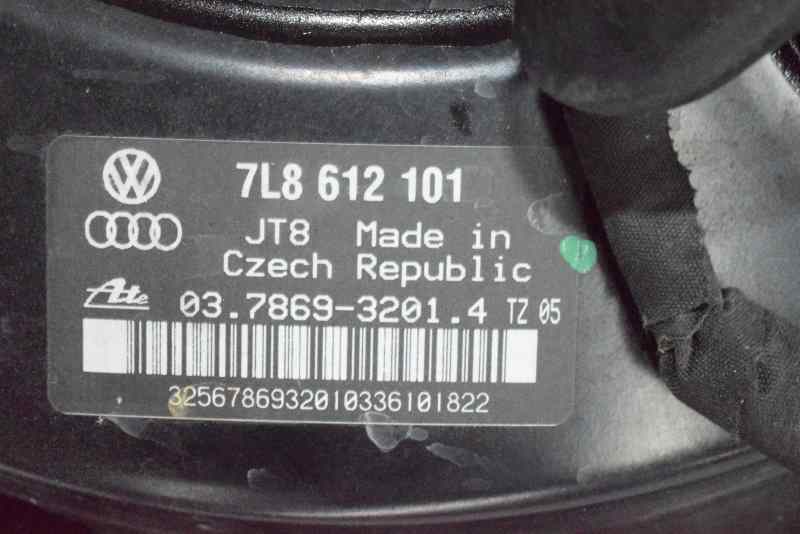 7L8 612 101
JT8 Made in
Czech Republic
Ate 03.7869-3201.4 TZ 05
3256786932010336101822